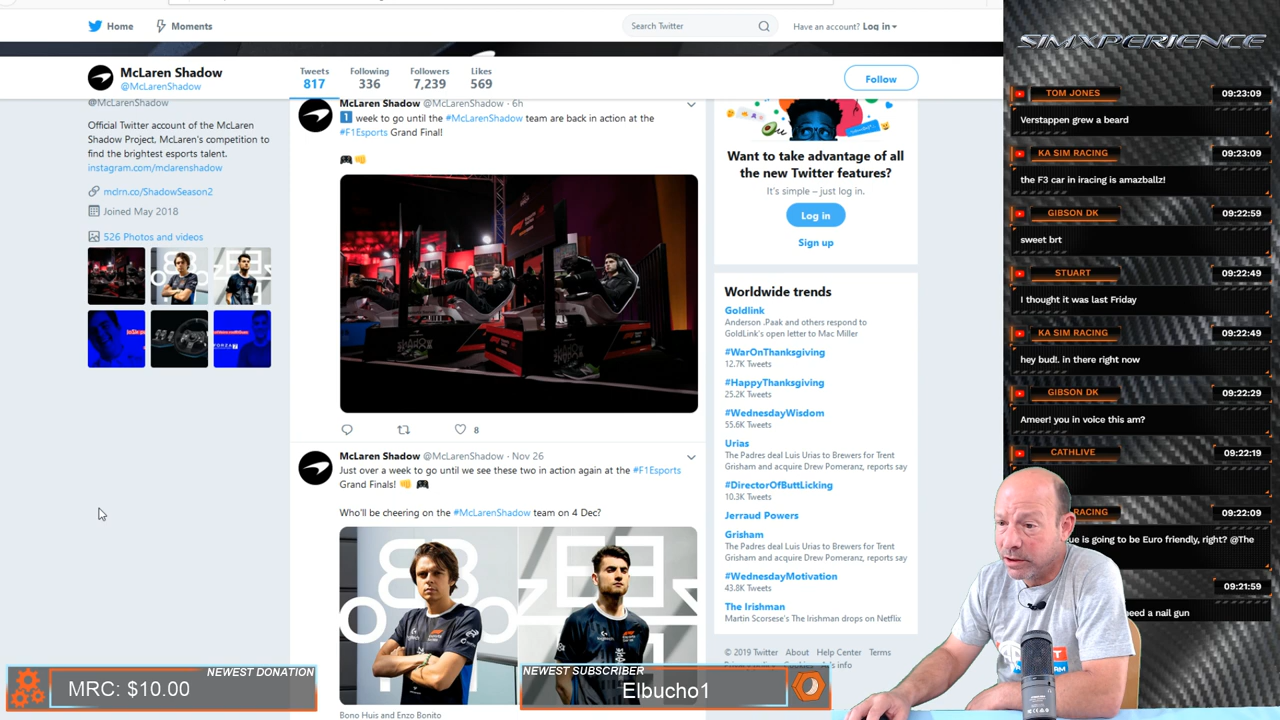 Home
Moments
Search Twitter
Have an account? Log in
McLaren Shadow
@McLarenShadow
Tweets
817
Following
336
Followers
7,239
Likes
569
Follow
@McLarenShadow
Official Twitter account of the McLaren
Shadow Project, McLaren's competition to
find the brightest esports talent.
instagram.com/mclarenshadow
mclrn.co/ShadowSeason2
Joined May 2018
526 Photos and videos
McLaren Shadow @McLarenShadow · 6h
1 week to go until the #McLarenShadow team are back in action at the
#F1Esports Grand Final!
8
McLaren Shadow @McLarenShadow · Nov 26
Just over a week to go until we see these two in action again at the #F1Esports
Grand Finals!
Who'll be cheering on the #McLarenShadow team on 4 Dec?
Bono Huis and Enzo Bonito
Want to take advantage of all
the new Twitter features?
It's simple – just log in.
Log in
Sign up
Worldwide trends
Goldlink
Anderson .Paak and others respond to
GoldLink's open letter to Mac Miller
#WarOnThanksgiving
12.7K Tweets
#HappyThanksgiving
25.2K Tweets
#WednesdayWisdom
55.6K Tweets
Urias
The Padres deal Luis Urias to Brewers for Trent
Grisham and acquire Drew Pomeranz, reports say
#DirectorOfButtLicking
10.3K Tweets
Jerraud Powers
Grisham
The Padres deal Luis Urias to Brewers for Trent
Grisham and acquire Drew Pomeranz, reports say
#WednesdayMotivation
43.8K Tweets
The Irishman
Martin Scorsese's The Irishman drops on Netflix
© 2019 Twitter About Help Center Terms
info
SIMXPERIENCE
TOM JONES
09:23:09
Verstappen grew a beard
KA SIM RACING
09:23:09
the F3 car in iracing is amazballz!
GIBSON DK
09:22:59
sweet brt
STUART
09:22:49
I thought it was last Friday
KA SIM RACING
09:22:49
hey bud!. in there right now
GIBSON DK
09:22:29
Ameer! you in voice this am?
CATHLIVE
09:22:19
RACING
09:22:09
is going to be Euro friendly, right? @The
09:21:59
need a nail gun
NEWEST DONATION
MRC: $10.00
NEWEST SUBSCRIBER
Elbucho1